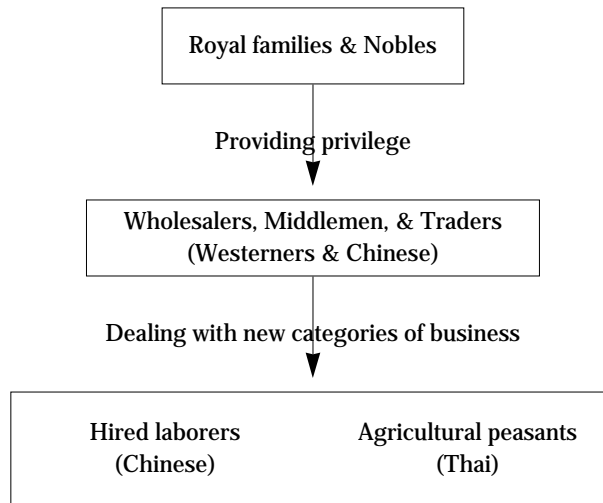 Royal families & Nobles
Providing privilege
Wholesalers, Middlemen, & Traders
(Westerners & Chinese)
Dealing with new categories of business
Hired laborers
(Chinese)
Agricultural peasants
(Thai)